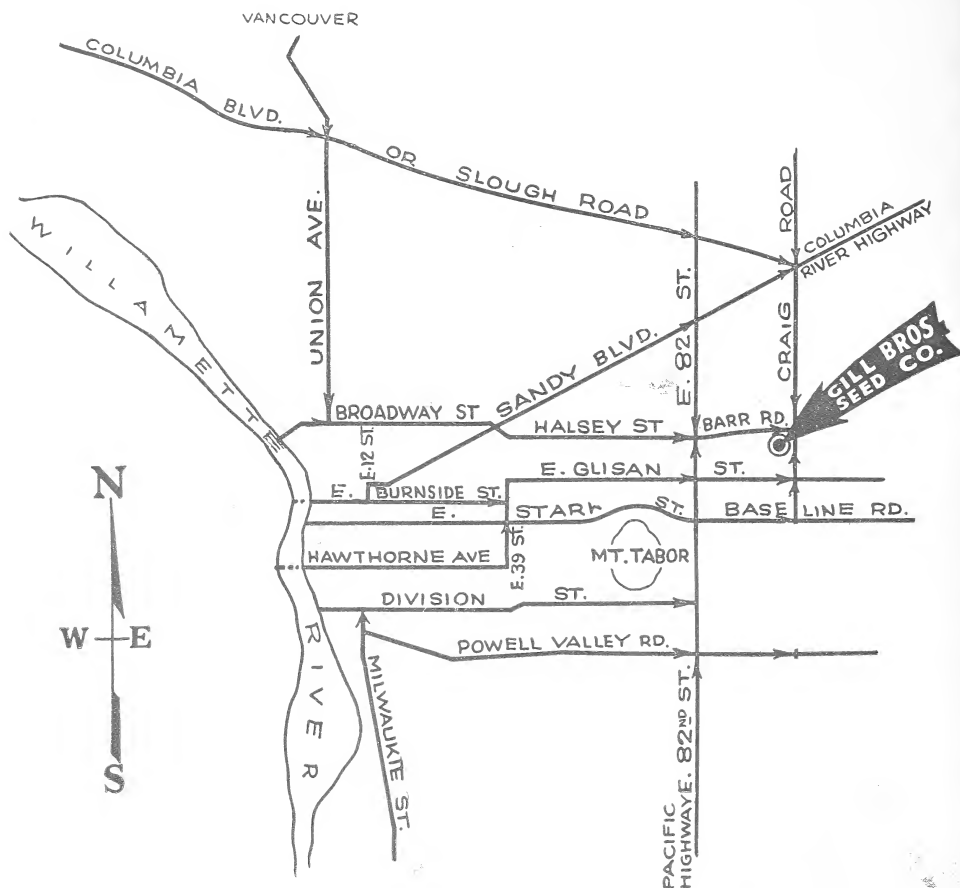 VANCOUVER
COLUMBIA BLVD. OR SLOUGH ROAD
COLUMBIA
RIVER HIGHWAY
WILLAMETTE
RIVER
UNION AVE.
E. 82 ST.
CRAIG ROAD
SANDY BLVD.
GILL BROS
SEED CO.
BROADWAY ST
HALSEY ST
BARR RD.
E. 12 ST.
E. GLISAN ST.
E. BURNSIDE ST.
E. STARK ST.
BASE LINE RD.
HAWTHORNE AVE
E. 39 ST.
MT. TABOR
DIVISION ST.
POWELL VALLEY RD.
MILWAUKIE ST.
PACIFIC
HIGHWAY E. 82ND ST.
N
W E
S